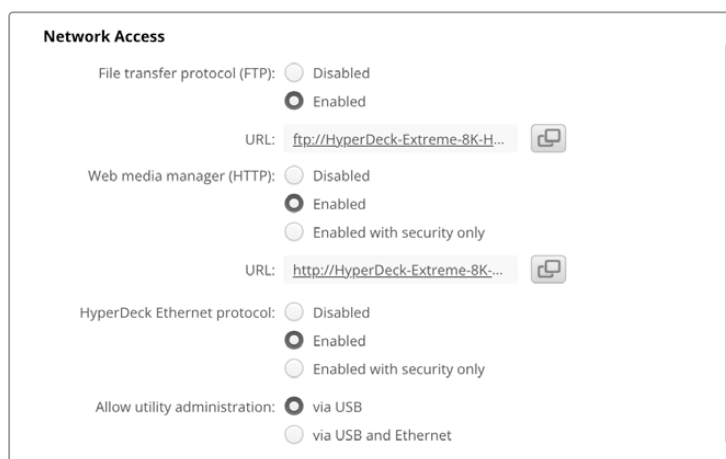 Network Access
File transfer protocol (FTP): Disabled
Enabled
URL: ftp://HyperDeck-Extreme-8K-H...
Web media manager (HTTP): Disabled
Enabled
Enabled with security only
URL: http://HyperDeck-Extreme-8K-...
HyperDeck Ethernet protocol: Disabled
Enabled
Enabled with security only
Allow utility administration: via USB
via USB and Ethernet